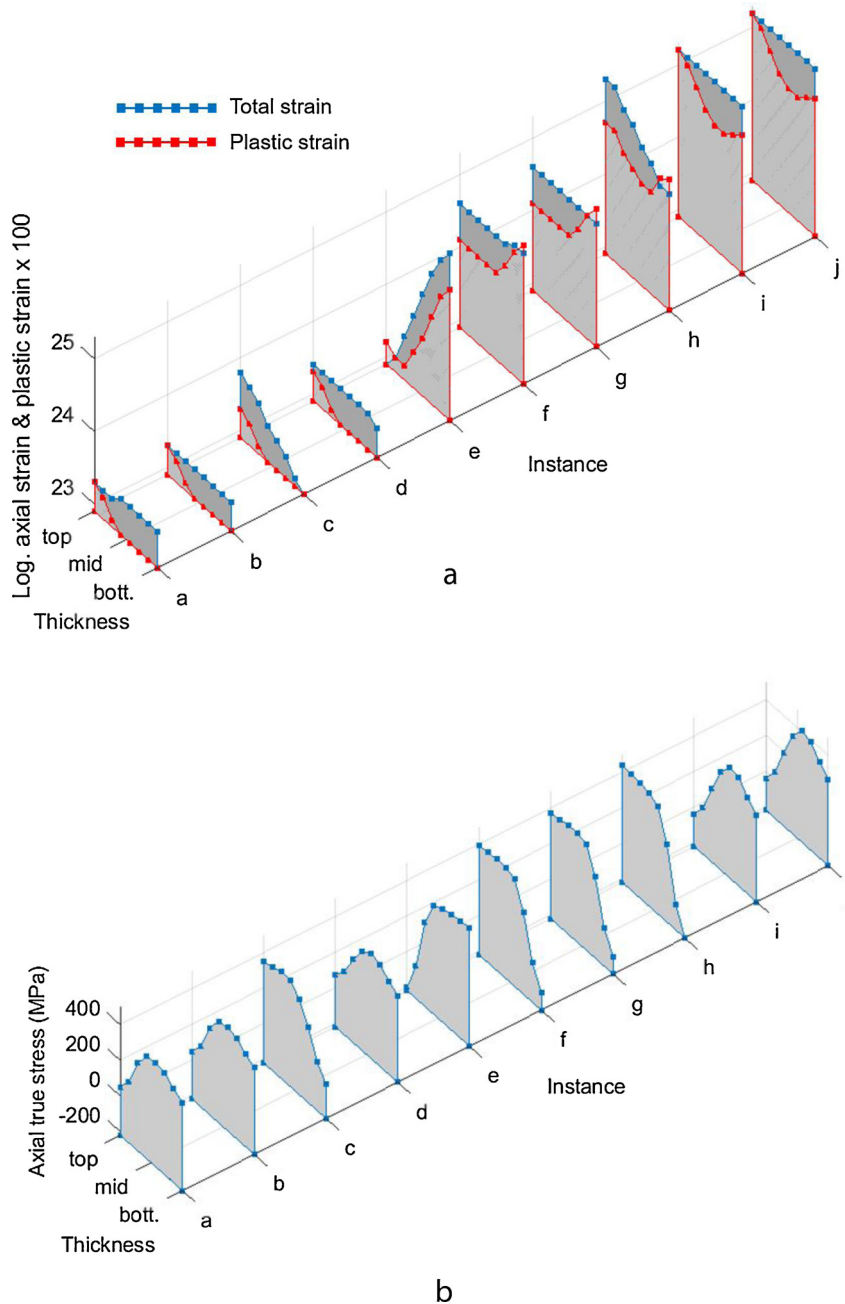 Total strain
Plastic strain
Log. axial strain & plastic strain x 100
25
24
23
top
mid
bott.
Thickness
a
b
c
d
e
f
g
h
i
j
Instance
a
Axial true stress (MPa)
400
200
0
-200
top
mid
bott.
Thickness
a
b
c
d
e
f
g
h
i
Instance
b